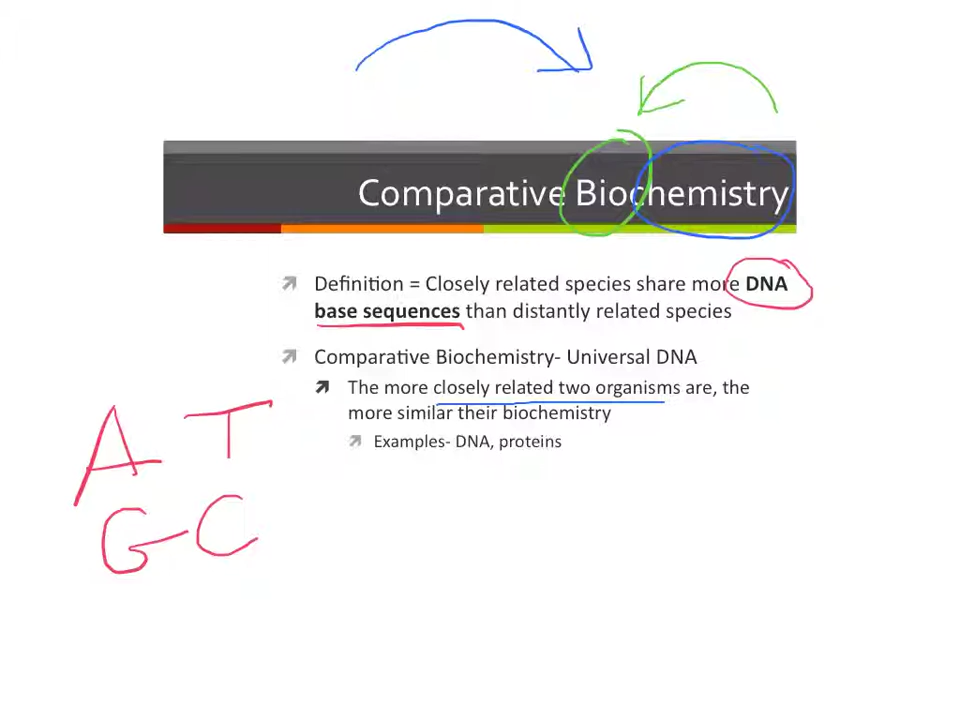 Comparative Biochemistry
Definition = Closely related species share more DNA
base sequences than distantly related species
Comparative Biochemistry- Universal DNA
The more closely related two organisms are, the
more similar their biochemistry
Examples- DNA, proteins
A T
G-C